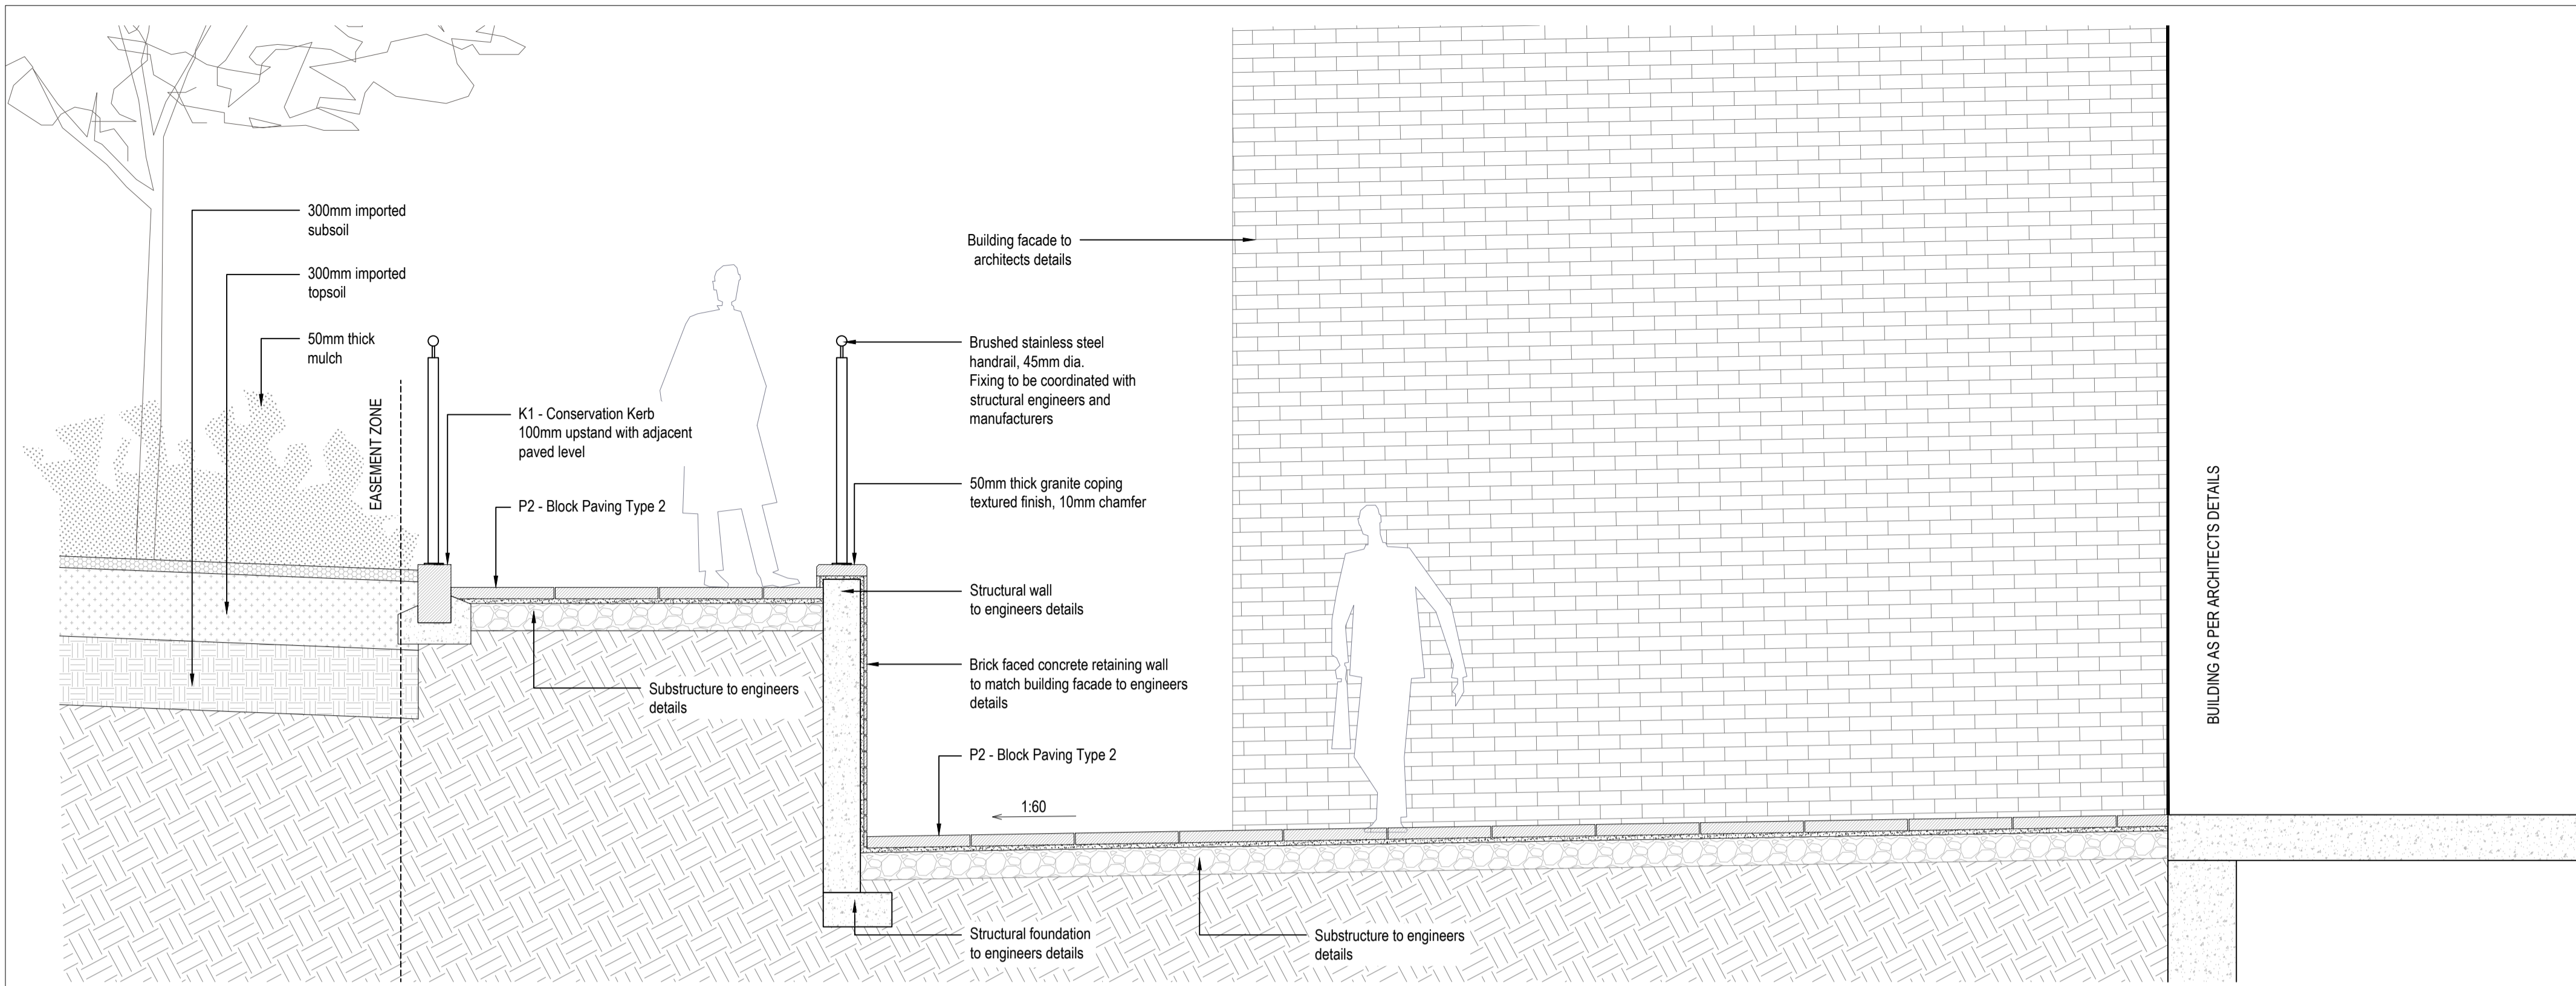 300mm imported
subsoil
300mm imported
topsoil
50mm thick
mulch
EASEMENT ZONE
K1 - Conservation Kerb
100mm upstand with adjacent
paved level
P2 - Block Paving Type 2
Substructure to engineers
details
Building facade to
architects details
Brushed stainless steel
handrail, 45mm dia.
Fixing to be coordinated with
structural engineers and
manufacturers
50mm thick granite coping
textured finish, 10mm chamfer
Structural wall
to engineers details
Brick faced concrete retaining wall
to match building facade to engineers
details
P2 - Block Paving Type 2
1:60
Structural foundation
to engineers details
Substructure to engineers
details
BUILDING AS PER ARCHITECTS DETAILS